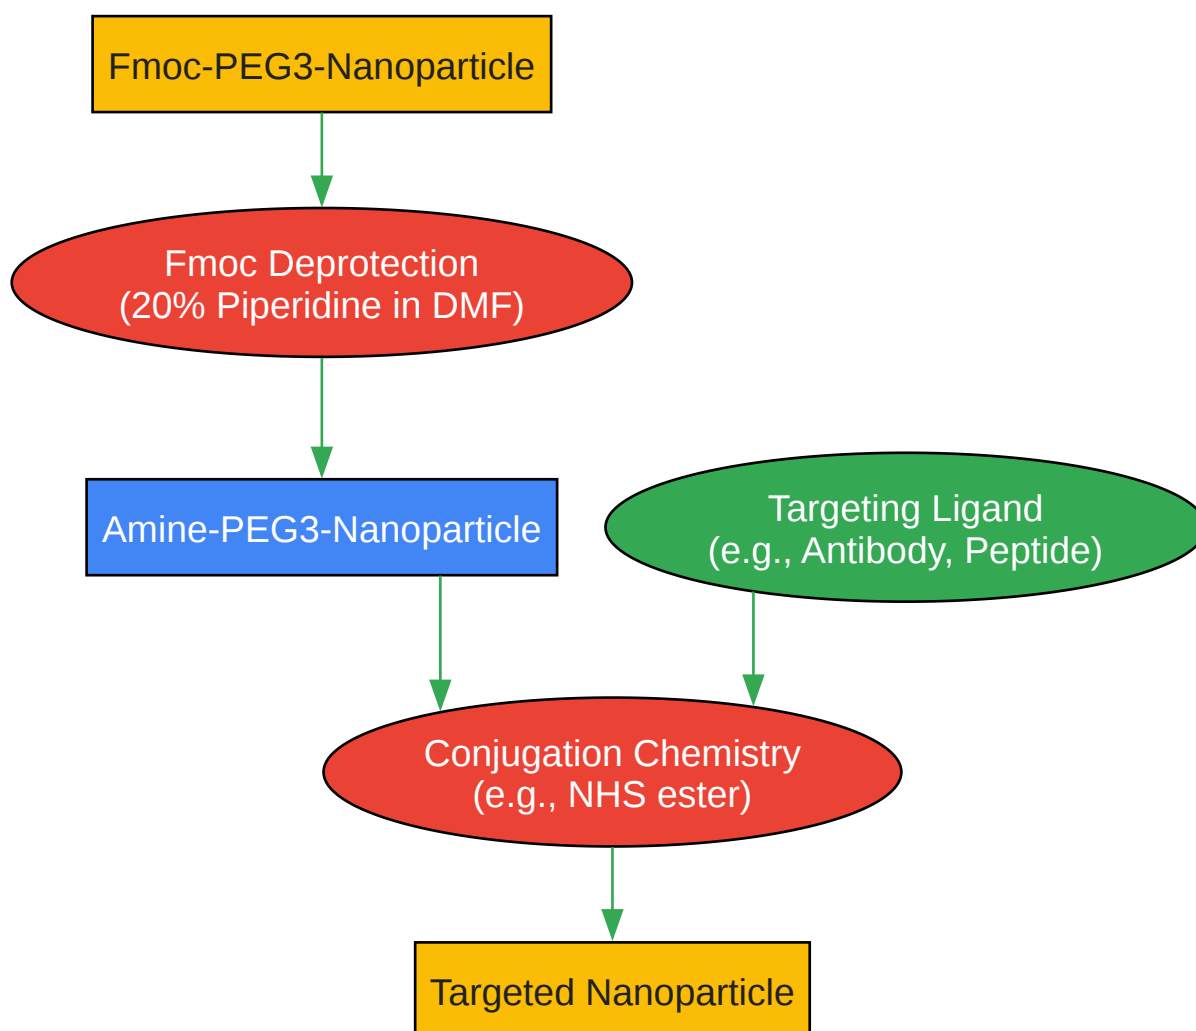 Fmoc-PEG3-Nanoparticle
Fmoc Deprotection
(20% Piperidine in DMF)
Amine-PEG3-Nanoparticle
Targeting Ligand
(e.g., Antibody, Peptide)
Conjugation Chemistry
(e.g., NHS ester)
Targeted Nanoparticle